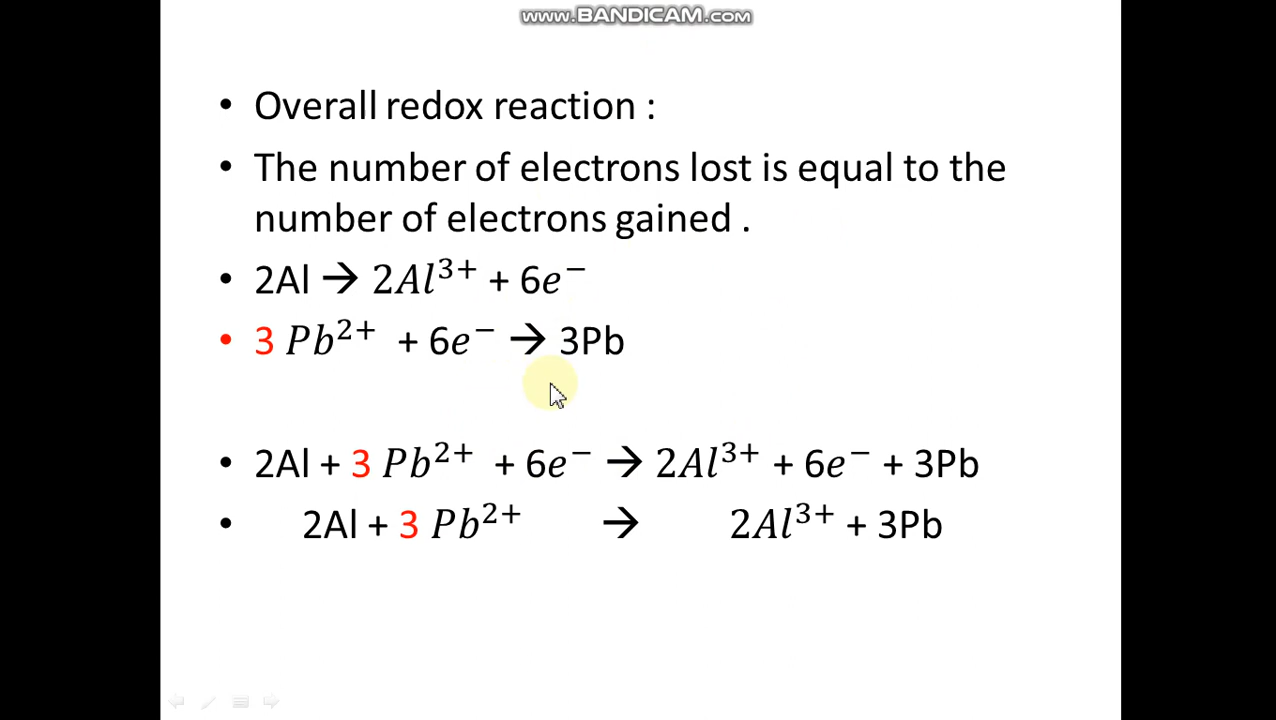 www.BANDICAM.com
• Overall redox reaction :
• The number of electrons lost is equal to the
number of electrons gained .
• 2Al → 2Al³⁺ + 6e⁻
• 3 Pb²⁺ + 6e⁻ → 3Pb
• 2Al + 3 Pb²⁺ + 6e⁻ → 2Al³⁺ + 6e⁻ + 3Pb
• 2Al + 3 Pb²⁺ → 2Al³⁺ + 3Pb